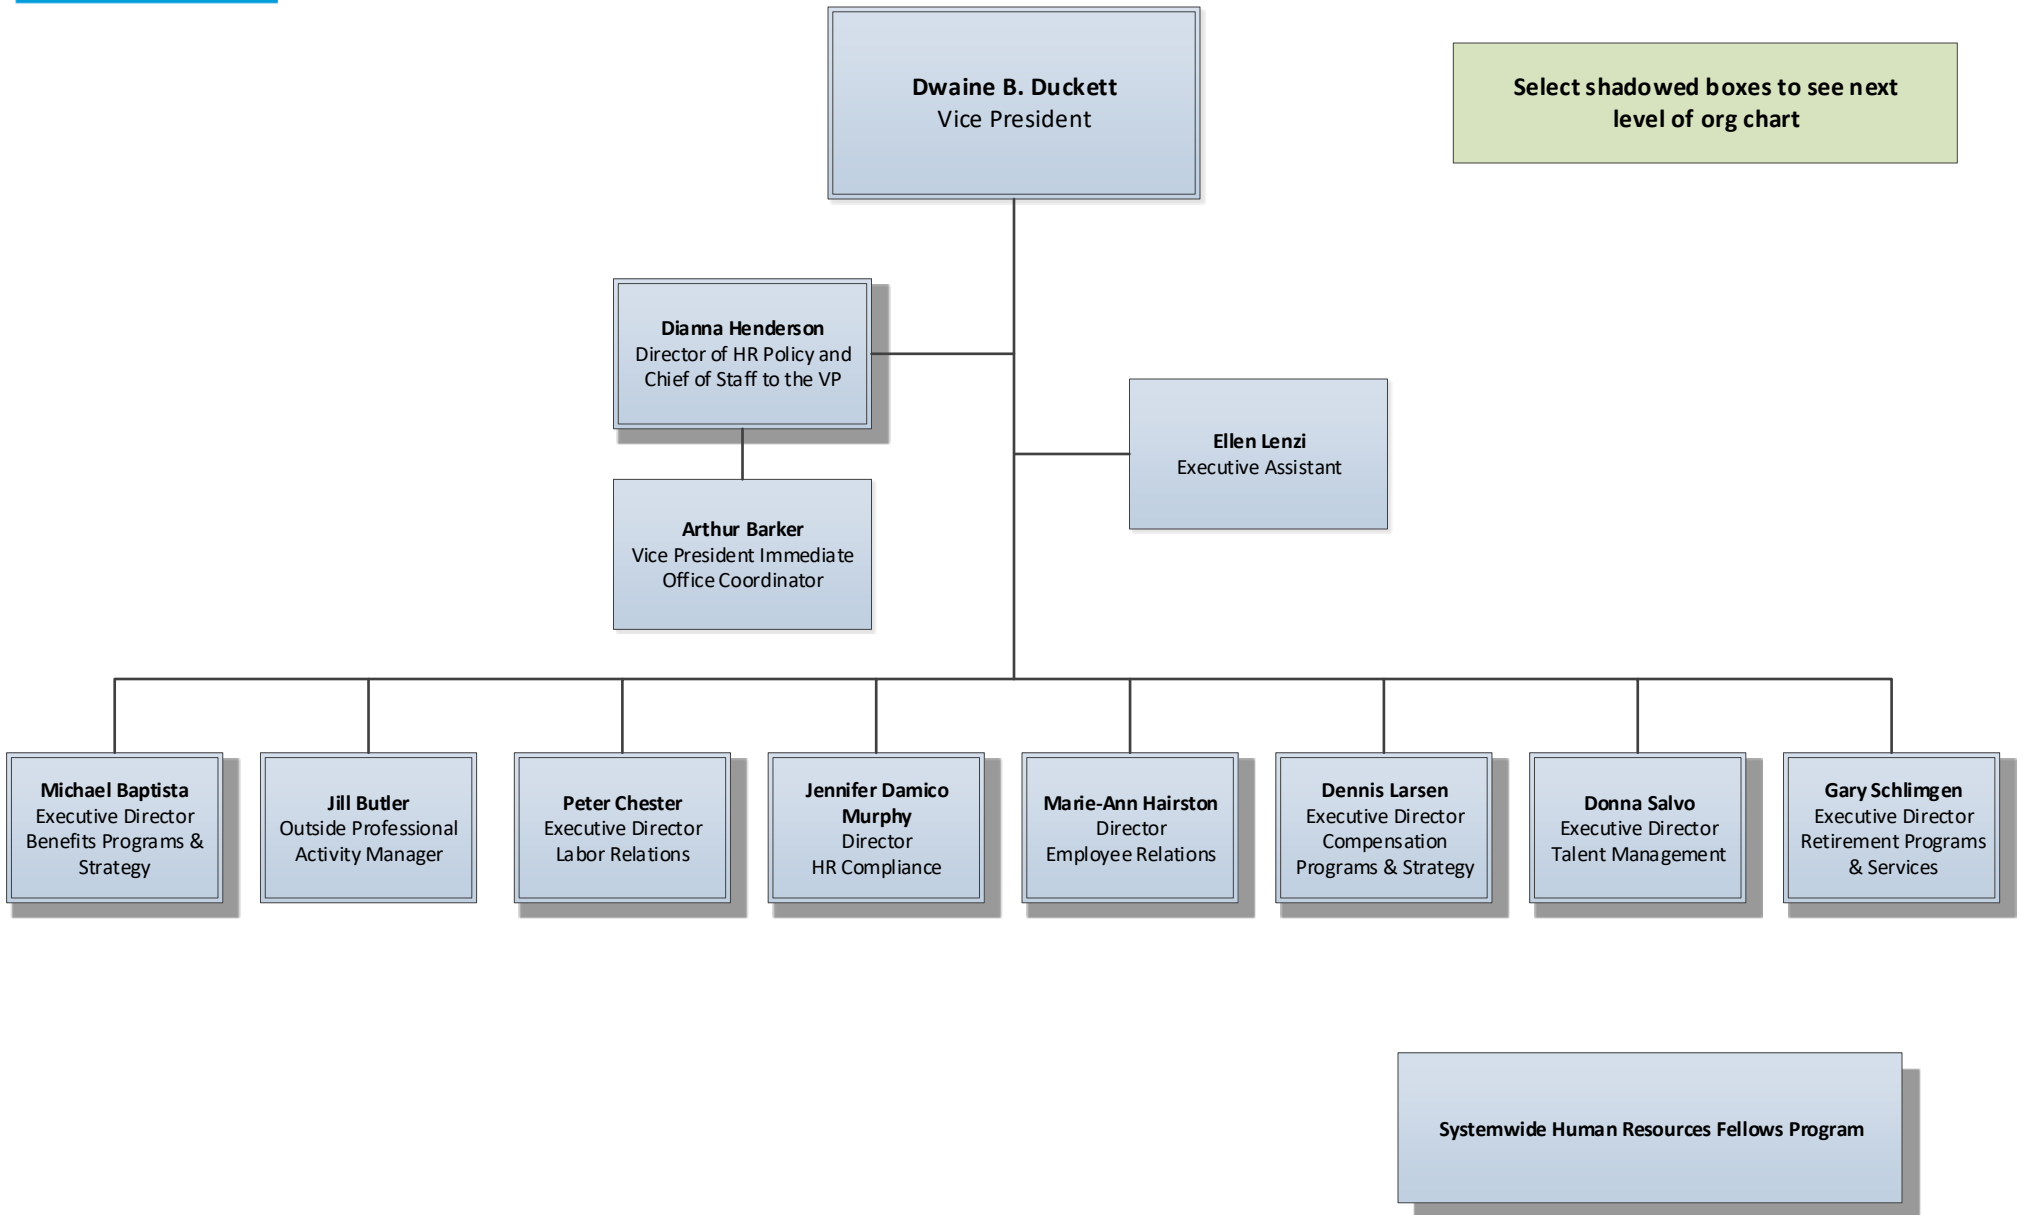 Dwaine B. Duckett
Vice President
Select shadowed boxes to see next
level of org chart
Dianna Henderson
Director of HR Policy and
Chief of Staff to the VP
Ellen Lenzi
Executive Assistant
Arthur Barker
Vice President Immediate
Office Coordinator
Michael Baptista
Executive Director
Benefits Programs &
Strategy
Jill Butler
Outside Professional
Activity Manager
Peter Chester
Executive Director
Labor Relations
Jennifer Damico
Murphy
Director
HR Compliance
Marie-Ann Hairston
Director
Employee Relations
Dennis Larsen
Executive Director
Compensation
Programs & Strategy
Donna Salvo
Executive Director
Talent Management
Gary Schlimgen
Executive Director
Retirement Programs
& Services
Systemwide Human Resources Fellows Program